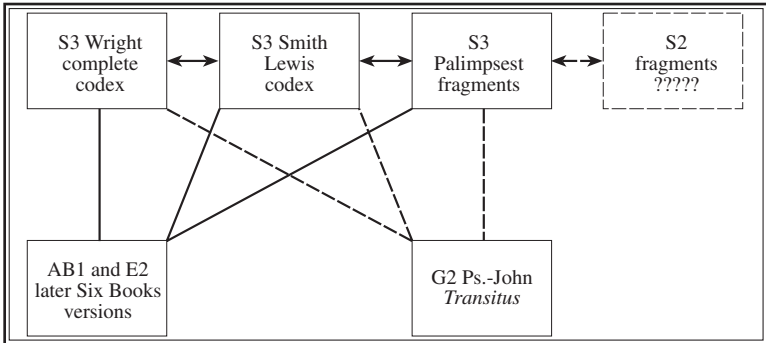 S3 Wright
complete
codex
S3 Smith
Lewis
codex
S3
Palimpsest
fragments
S2
fragments
?????
AB1 and E2
later Six Books
versions
G2 Ps.-John
Transitus